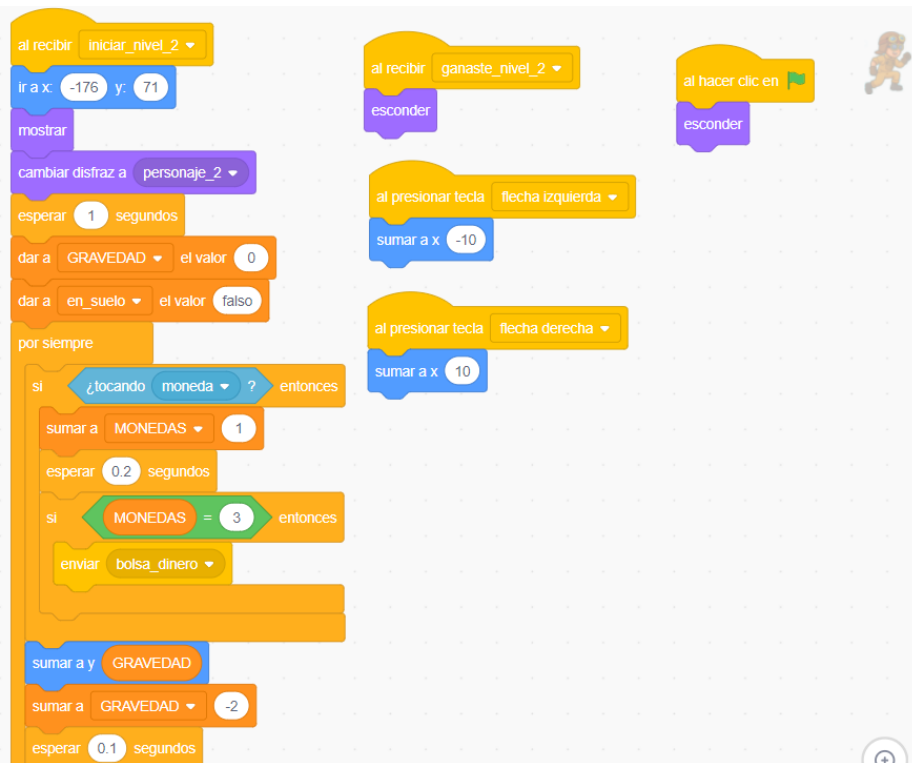 al recibir iniciar_nivel_2
ir a x: -176 y: 71
mostrar
cambiar disfraz a personaje_2
esperar 1 segundos
dar a GRAVEDAD el valor 0
dar a en_suelo el valor falso
por siempre
si ¿tocando moneda ? entonces
sumar a MONEDAS 1
esperar 0.2 segundos
si MONEDAS = 3 entonces
enviar bolsa_dinero
sumar a y GRAVEDAD
sumar a GRAVEDAD -2
esperar 0.1 segundos
al recibir ganaste_nivel_2
esconder
al presionar tecla flecha izquierda
sumar a x -10
al presionar tecla flecha derecha
sumar a x 10
al hacer clic en
esconder